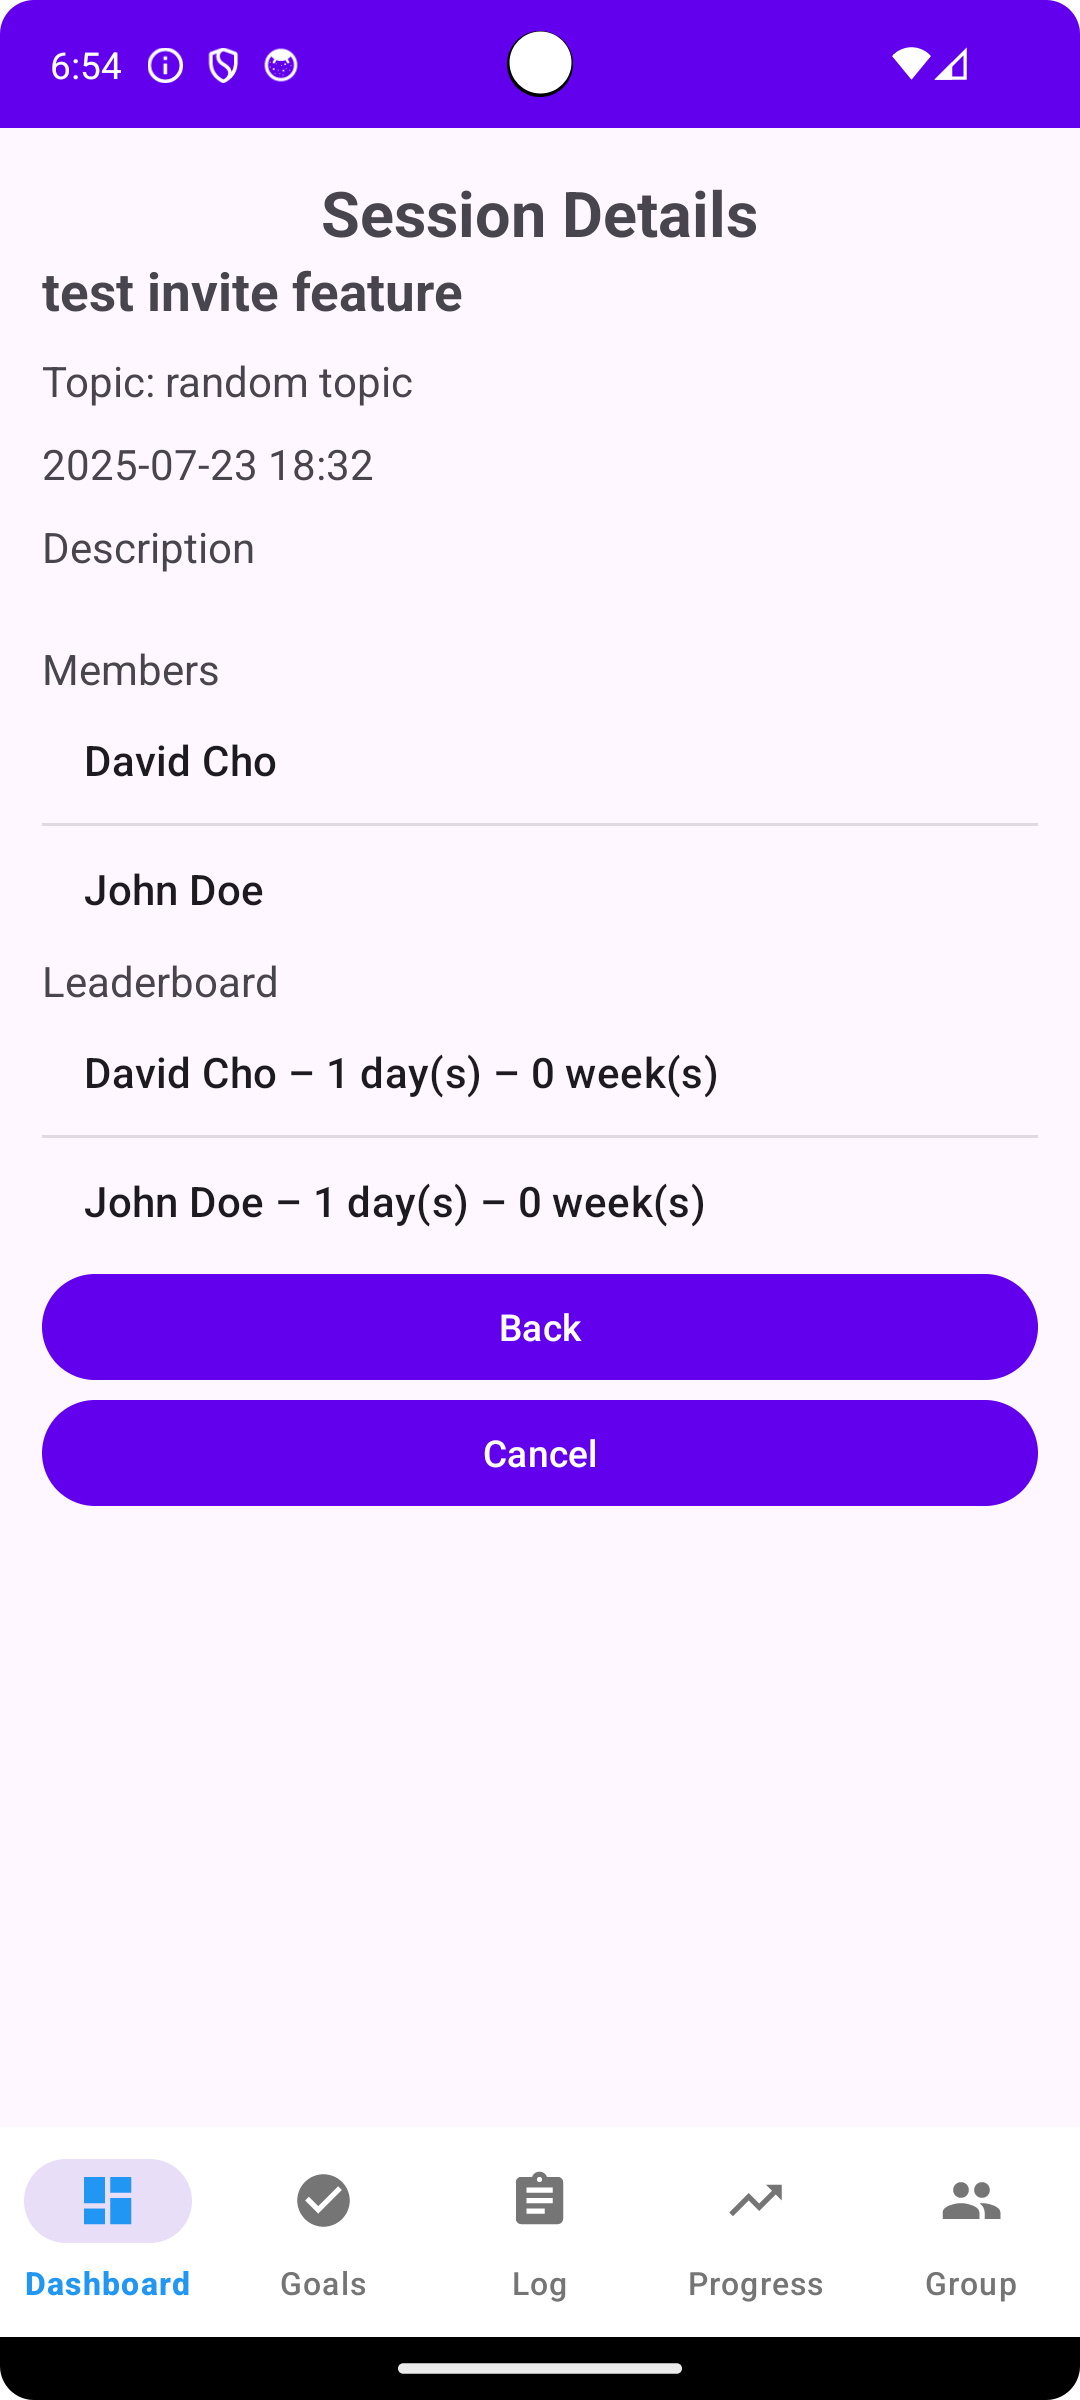 6:54
Session Details
test invite feature
Topic: random topic
2025-07-23 18:32
Description
Members
David Cho
John Doe
Leaderboard
David Cho – 1 day(s) – 0 week(s)
John Doe – 1 day(s) – 0 week(s)
Back
Cancel
Dashboard Goals Log Progress Group